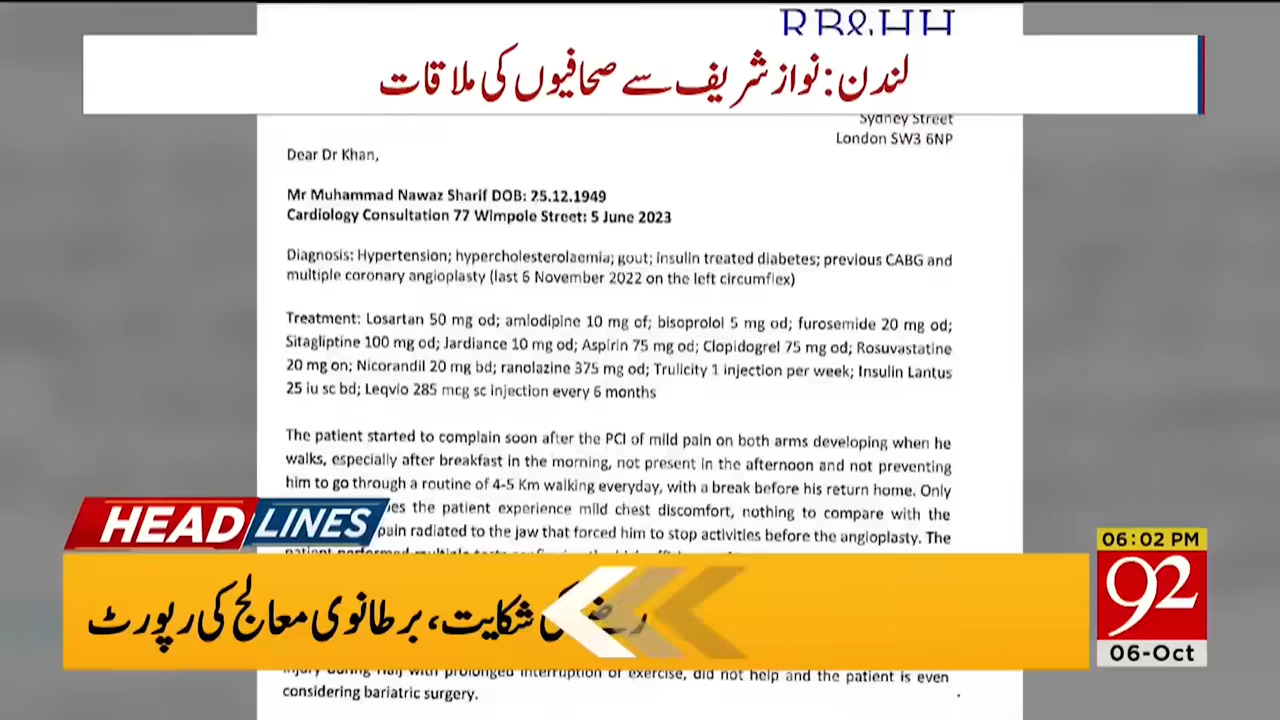 RB&HH
لندن: نواز شریف سے صحافیوں کی ملاقات
Sydney Street
London SW3 6NP
Dear Dr Khan,
Mr Muhammad Nawaz Sharif DOB: 25.12.1949
Cardiology Consultation 77 Wimpole Street: 5 June 2023
Diagnosis: Hypertension; hypercholesterolaemia; gout; insulin treated diabetes; previous CABG and
multiple coronary angioplasty (last 6 November 2022 on the left circumflex)
Treatment: Losartan 50 mg od; amlodipine 10 mg of; bisoprolol 5 mg od; furosemide 20 mg od;
Sitagliptine 100 mg od; Jardiance 10 mg od; Aspirin 75 mg od; Clopidogrel 75 mg od; Rosuvastatine
20 mg on; Nicorandil 20 mg bd; ranolazine 375 mg od; Trulicity 1 injection per week; Insulin Lantus
25 iu sc bd; Leqvio 285 mcg sc injection every 6 months
The patient started to complain soon after the PCI of mild pain on both arms developing when he
walks, especially after breakfast in the morning, not present in the afternoon and not preventing
him to go through a routine of 4-5 Km walking everyday, with a break before his return home. Only
the patient experience mild chest discomfort, nothing to compare with the
pain radiated to the jaw that forced him to stop activities before the angioplasty. The
HEADLINES
06:02 PM
کی شکایت، برطانوی معالج کی رپورٹ
92
06-Oct
injury during Hajj with prolonged interruption of exercise, did not help and the patient is even
considering bariatric surgery.